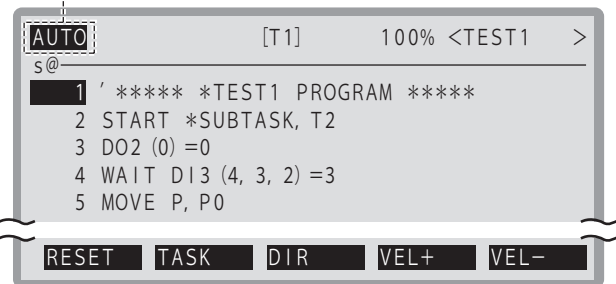 AUTO [T1] 100% <TEST1 >
s@
1 ′ ***** *TEST1 PROGRAM *****
2 START *SUBTASK, T2
3 DO2 (0) =0
4 WAIT DI3 (4, 3, 2) =3
5 MOVE P, P0
RESET TASK DIR VEL+ VEL−